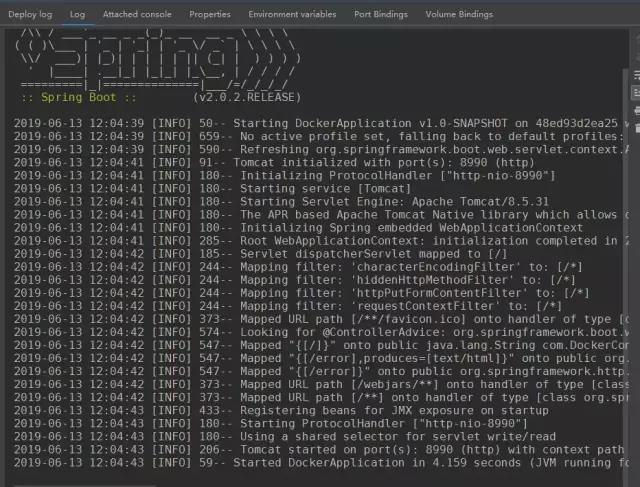 Deploy log Log Attached console Properties Environment variables Port Bindings Volume Bindings
:: Spring Boot :: (v2.0.2.RELEASE)
2019-06-13 12:04:39 [INFO] 50-- Starting DockerApplication v1.0-SNAPSHOT on 48ed93d2ea25 w
2019-06-13 12:04:39 [INFO] 659-- No active profile set, falling back to default profiles:
2019-06-13 12:04:39 [INFO] 590-- Refreshing org.springframework.boot.web.servlet.context.A
2019-06-13 12:04:41 [INFO] 91-- Tomcat initialized with port(s): 8990 (http)
2019-06-13 12:04:41 [INFO] 180-- Initializing ProtocolHandler ["http-nio-8990"]
2019-06-13 12:04:41 [INFO] 180-- Starting service [Tomcat]
2019-06-13 12:04:41 [INFO] 180-- Starting Servlet Engine: Apache Tomcat/8.5.31
2019-06-13 12:04:41 [INFO] 180-- The APR based Apache Tomcat Native library which allows o
2019-06-13 12:04:41 [INFO] 180-- Initializing Spring embedded WebApplicationContext
2019-06-13 12:04:41 [INFO] 285-- Root WebApplicationContext: initialization completed in 2
2019-06-13 12:04:42 [INFO] 185-- Servlet dispatcherServlet mapped to [/]
2019-06-13 12:04:42 [INFO] 244-- Mapping filter: 'characterEncodingFilter' to: [/*]
2019-06-13 12:04:42 [INFO] 244-- Mapping filter: 'hiddenHttpMethodFilter' to: [/*]
2019-06-13 12:04:42 [INFO] 244-- Mapping filter: 'httpPutFormContentFilter' to: [/*]
2019-06-13 12:04:42 [INFO] 244-- Mapping filter: 'requestContextFilter' to: [/*]
2019-06-13 12:04:42 [INFO] 373-- Mapped URL path [/**/favicon.ico] onto handler of type [c
2019-06-13 12:04:42 [INFO] 574-- Looking for @ControllerAdvice: org.springframework.boot.w
2019-06-13 12:04:42 [INFO] 547-- Mapped "{[/]}" onto public java.lang.String com.DockerCon
2019-06-13 12:04:42 [INFO] 547-- Mapped "{[/error],produces=[text/html]}" onto public org.
2019-06-13 12:04:42 [INFO] 547-- Mapped "{[/error]}" onto public org.springframework.http.
2019-06-13 12:04:42 [INFO] 373-- Mapped URL path [/webjars/**] onto handler of type [class
2019-06-13 12:04:42 [INFO] 373-- Mapped URL path [/**] onto handler of type [class org.spr
2019-06-13 12:04:43 [INFO] 433-- Registering beans for JMX exposure on startup
2019-06-13 12:04:43 [INFO] 180-- Starting ProtocolHandler ["http-nio-8990"]
2019-06-13 12:04:43 [INFO] 180-- Using a shared selector for servlet write/read
2019-06-13 12:04:43 [INFO] 206-- Tomcat started on port(s): 8990 (http) with context path
2019-06-13 12:04:43 [INFO] 59-- Started DockerApplication in 4.159 seconds (JVM running fo